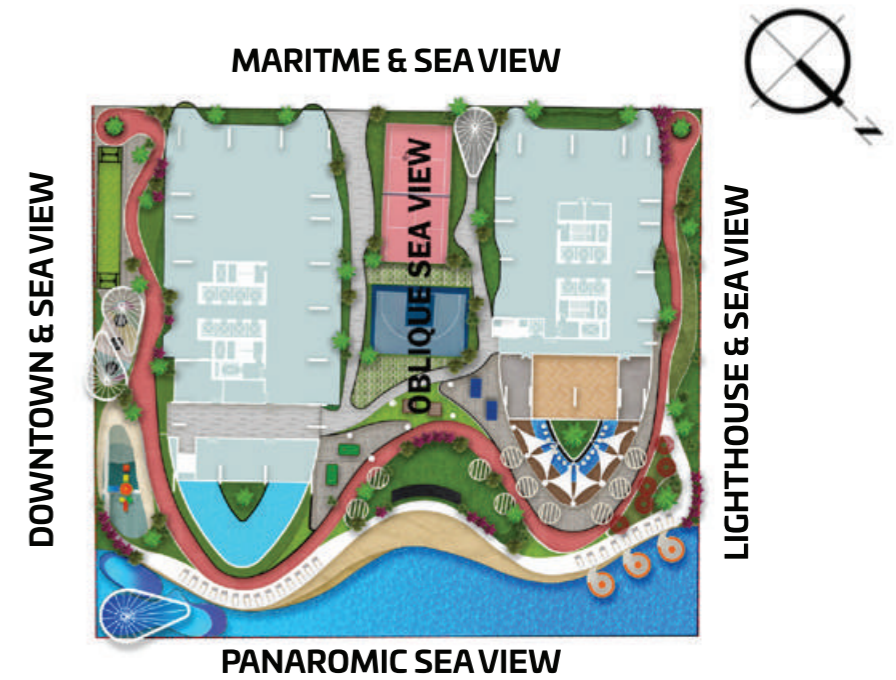 MARITME & SEA VIEW
N
DOWNTOWN & SEA VIEW
OBLIQUE SEA VIEW
LIGHTHOUSE & SEA VIEW
PANAROMIC SEA VIEW